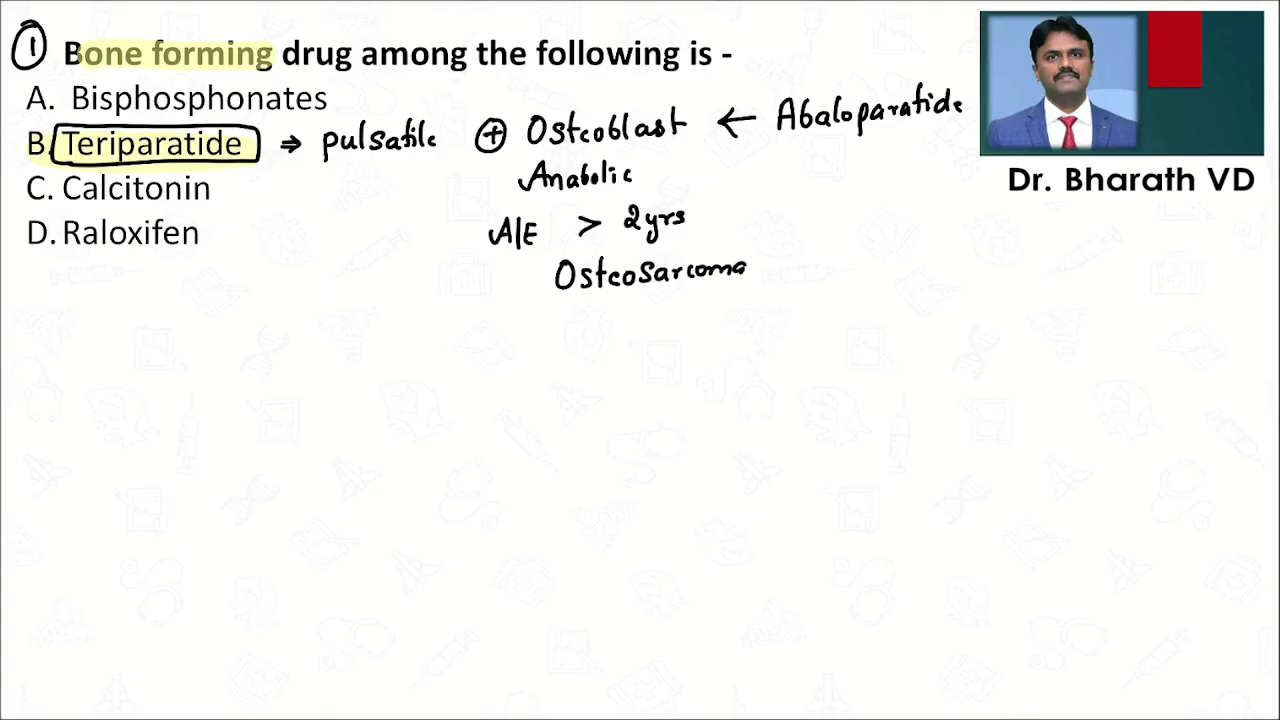 ① Bone forming drug among the following is -
A. Bisphosphonates
B. Teriparatide ⇒ pulsatile ⊕ Osteoblast ← Abaloparatide
Anabolic
C. Calcitonin
A/E > 2yrs
D. Raloxifen
Osteosarcoma
Dr. Bharath VD